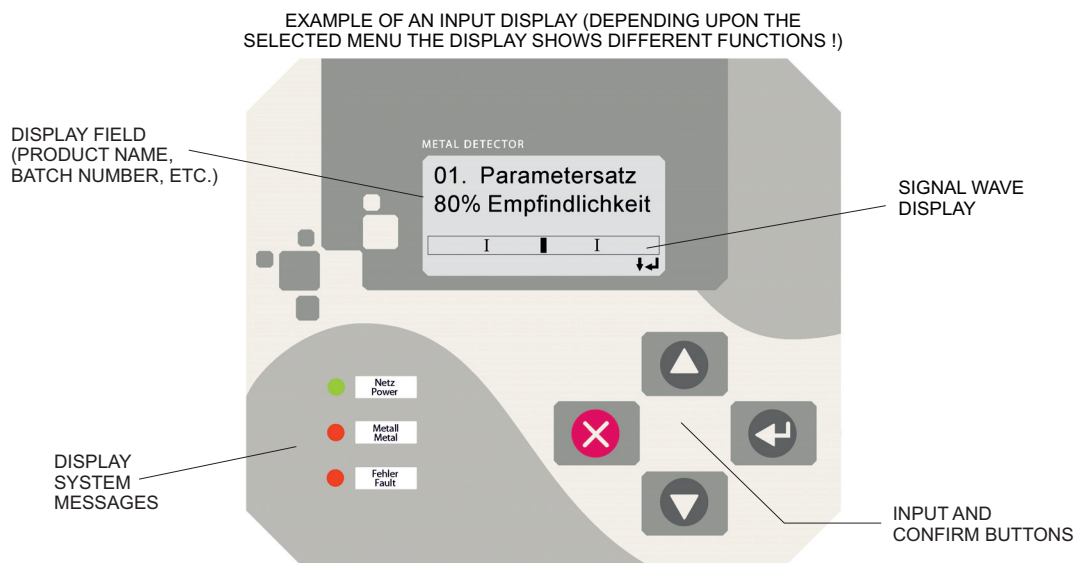 EXAMPLE OF AN INPUT DISPLAY (DEPENDING UPON THE
SELECTED MENU THE DISPLAY SHOWS DIFFERENT FUNCTIONS !)
DISPLAY FIELD
(PRODUCT NAME,
BATCH NUMBER, ETC.)
METAL DETECTOR
01. Parametersatz
80% Empfindlichkeit
I I
SIGNAL WAVE
DISPLAY
Netz
Power
Metall
Metal
Fehler
Fault
DISPLAY
SYSTEM
MESSAGES
INPUT AND
CONFIRM BUTTONS